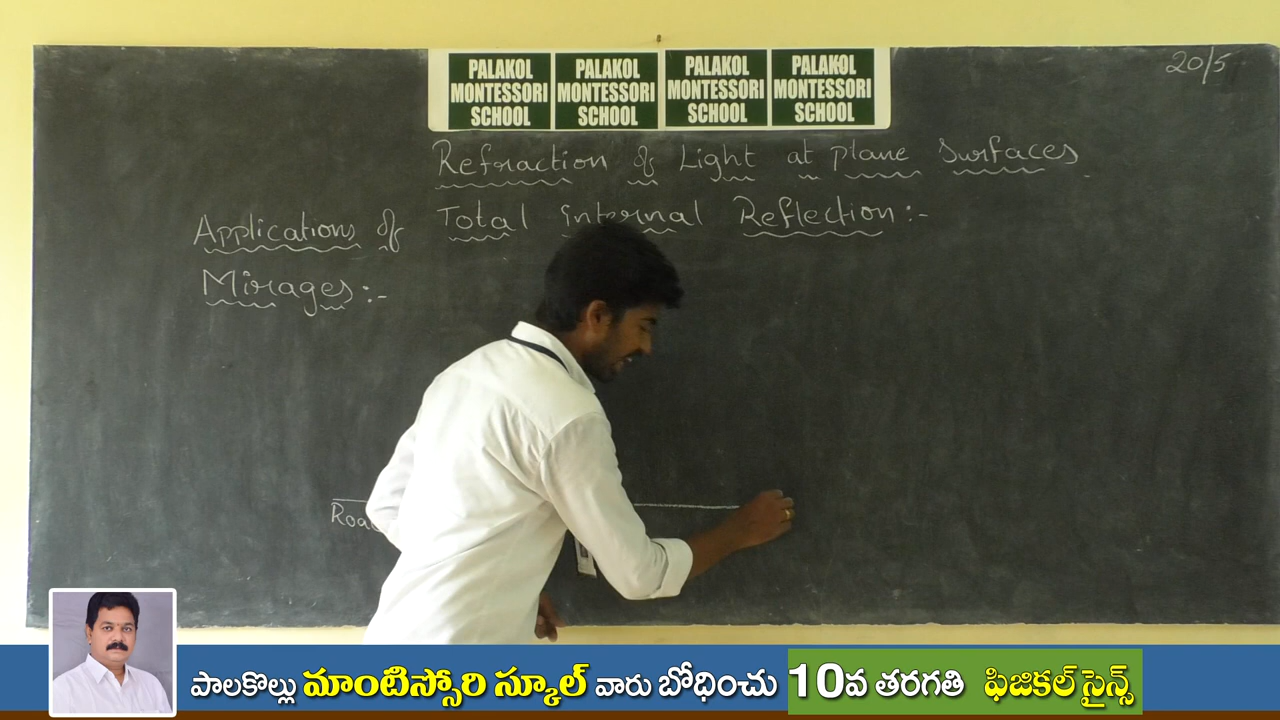 PALAKOL MONTESSORI SCHOOL PALAKOL MONTESSORI SCHOOL PALAKOL MONTESSORI SCHOOL PALAKOL MONTESSORI SCHOOL
20/5
Refraction of Light at plane Surfaces
Applications of Total internal Reflection:-
Mirages:-
పాలకొల్లు మాంటిస్సోరి స్కూల్ వారు బోధించు 10వ తరగతి ఫిజికల్ సైన్స్